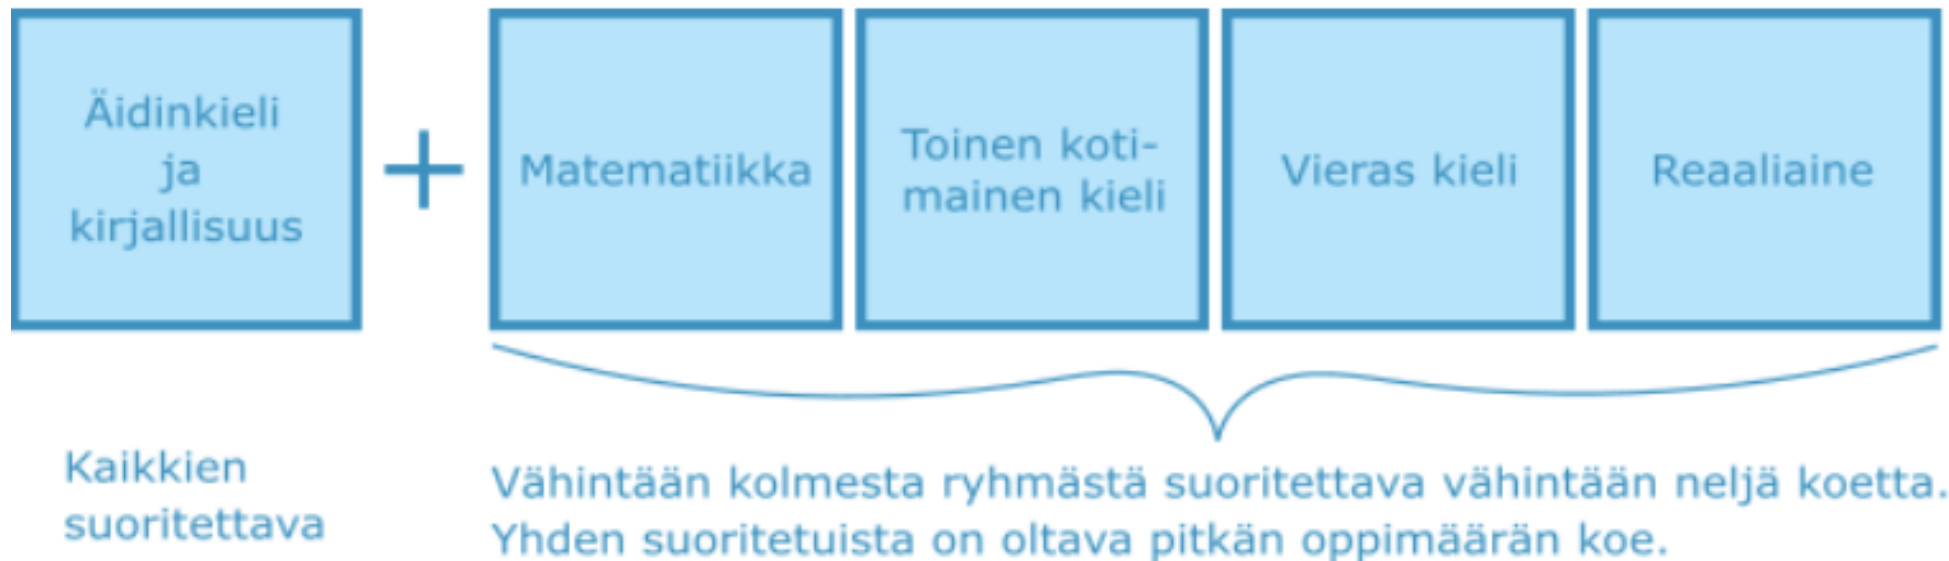 Äidinkieli
ja
kirjallisuus
+
Matematiikka
Toinen koti-
mainen kieli
Vieras kieli
Reaaliaine
Kaikkien
suoritettava
Vähintään kolmesta ryhmästä suoritettava vähintään neljä koetta.
Yhden suoritetuista on oltava pitkän oppimäärän koe.